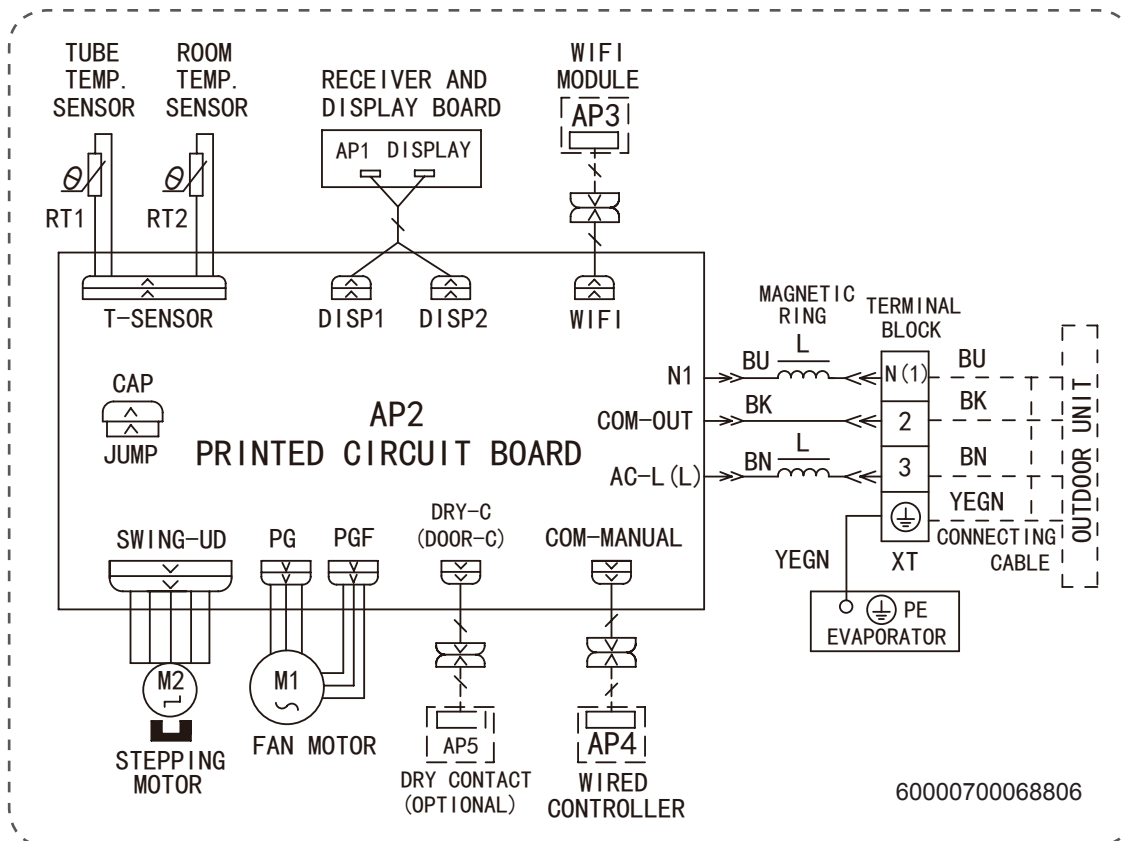 TUBE
TEMP.
SENSOR
ROOM
TEMP.
SENSOR
RECEIVER AND
DISPLAY BOARD
WIFI
MODULE
AP1 DISPLAY
AP3
θ
RT1
θ
RT2
T-SENSOR
DISP1
DISP2
WIFI
MAGNETIC
RING
TERMINAL
BLOCK
CAP
JUMP
AP2
PRINTED CIRCUIT BOARD
N1
BU
L
N(1)
BU
COM-OUT
BK
2
BK
AC-L(L)
BN
L
3
BN
YEGN
XT
CONNECTING
CABLE
OUTDOOR UNIT
SWING-UD
PG
PGF
DRY-C
(DOOR-C)
COM-MANUAL
YEGN
PE
EVAPORATOR
M2
STEPPING
MOTOR
M1
FAN MOTOR
AP5
DRY CONTACT
(OPTIONAL)
AP4
WIRED
CONTROLLER
60000700068806